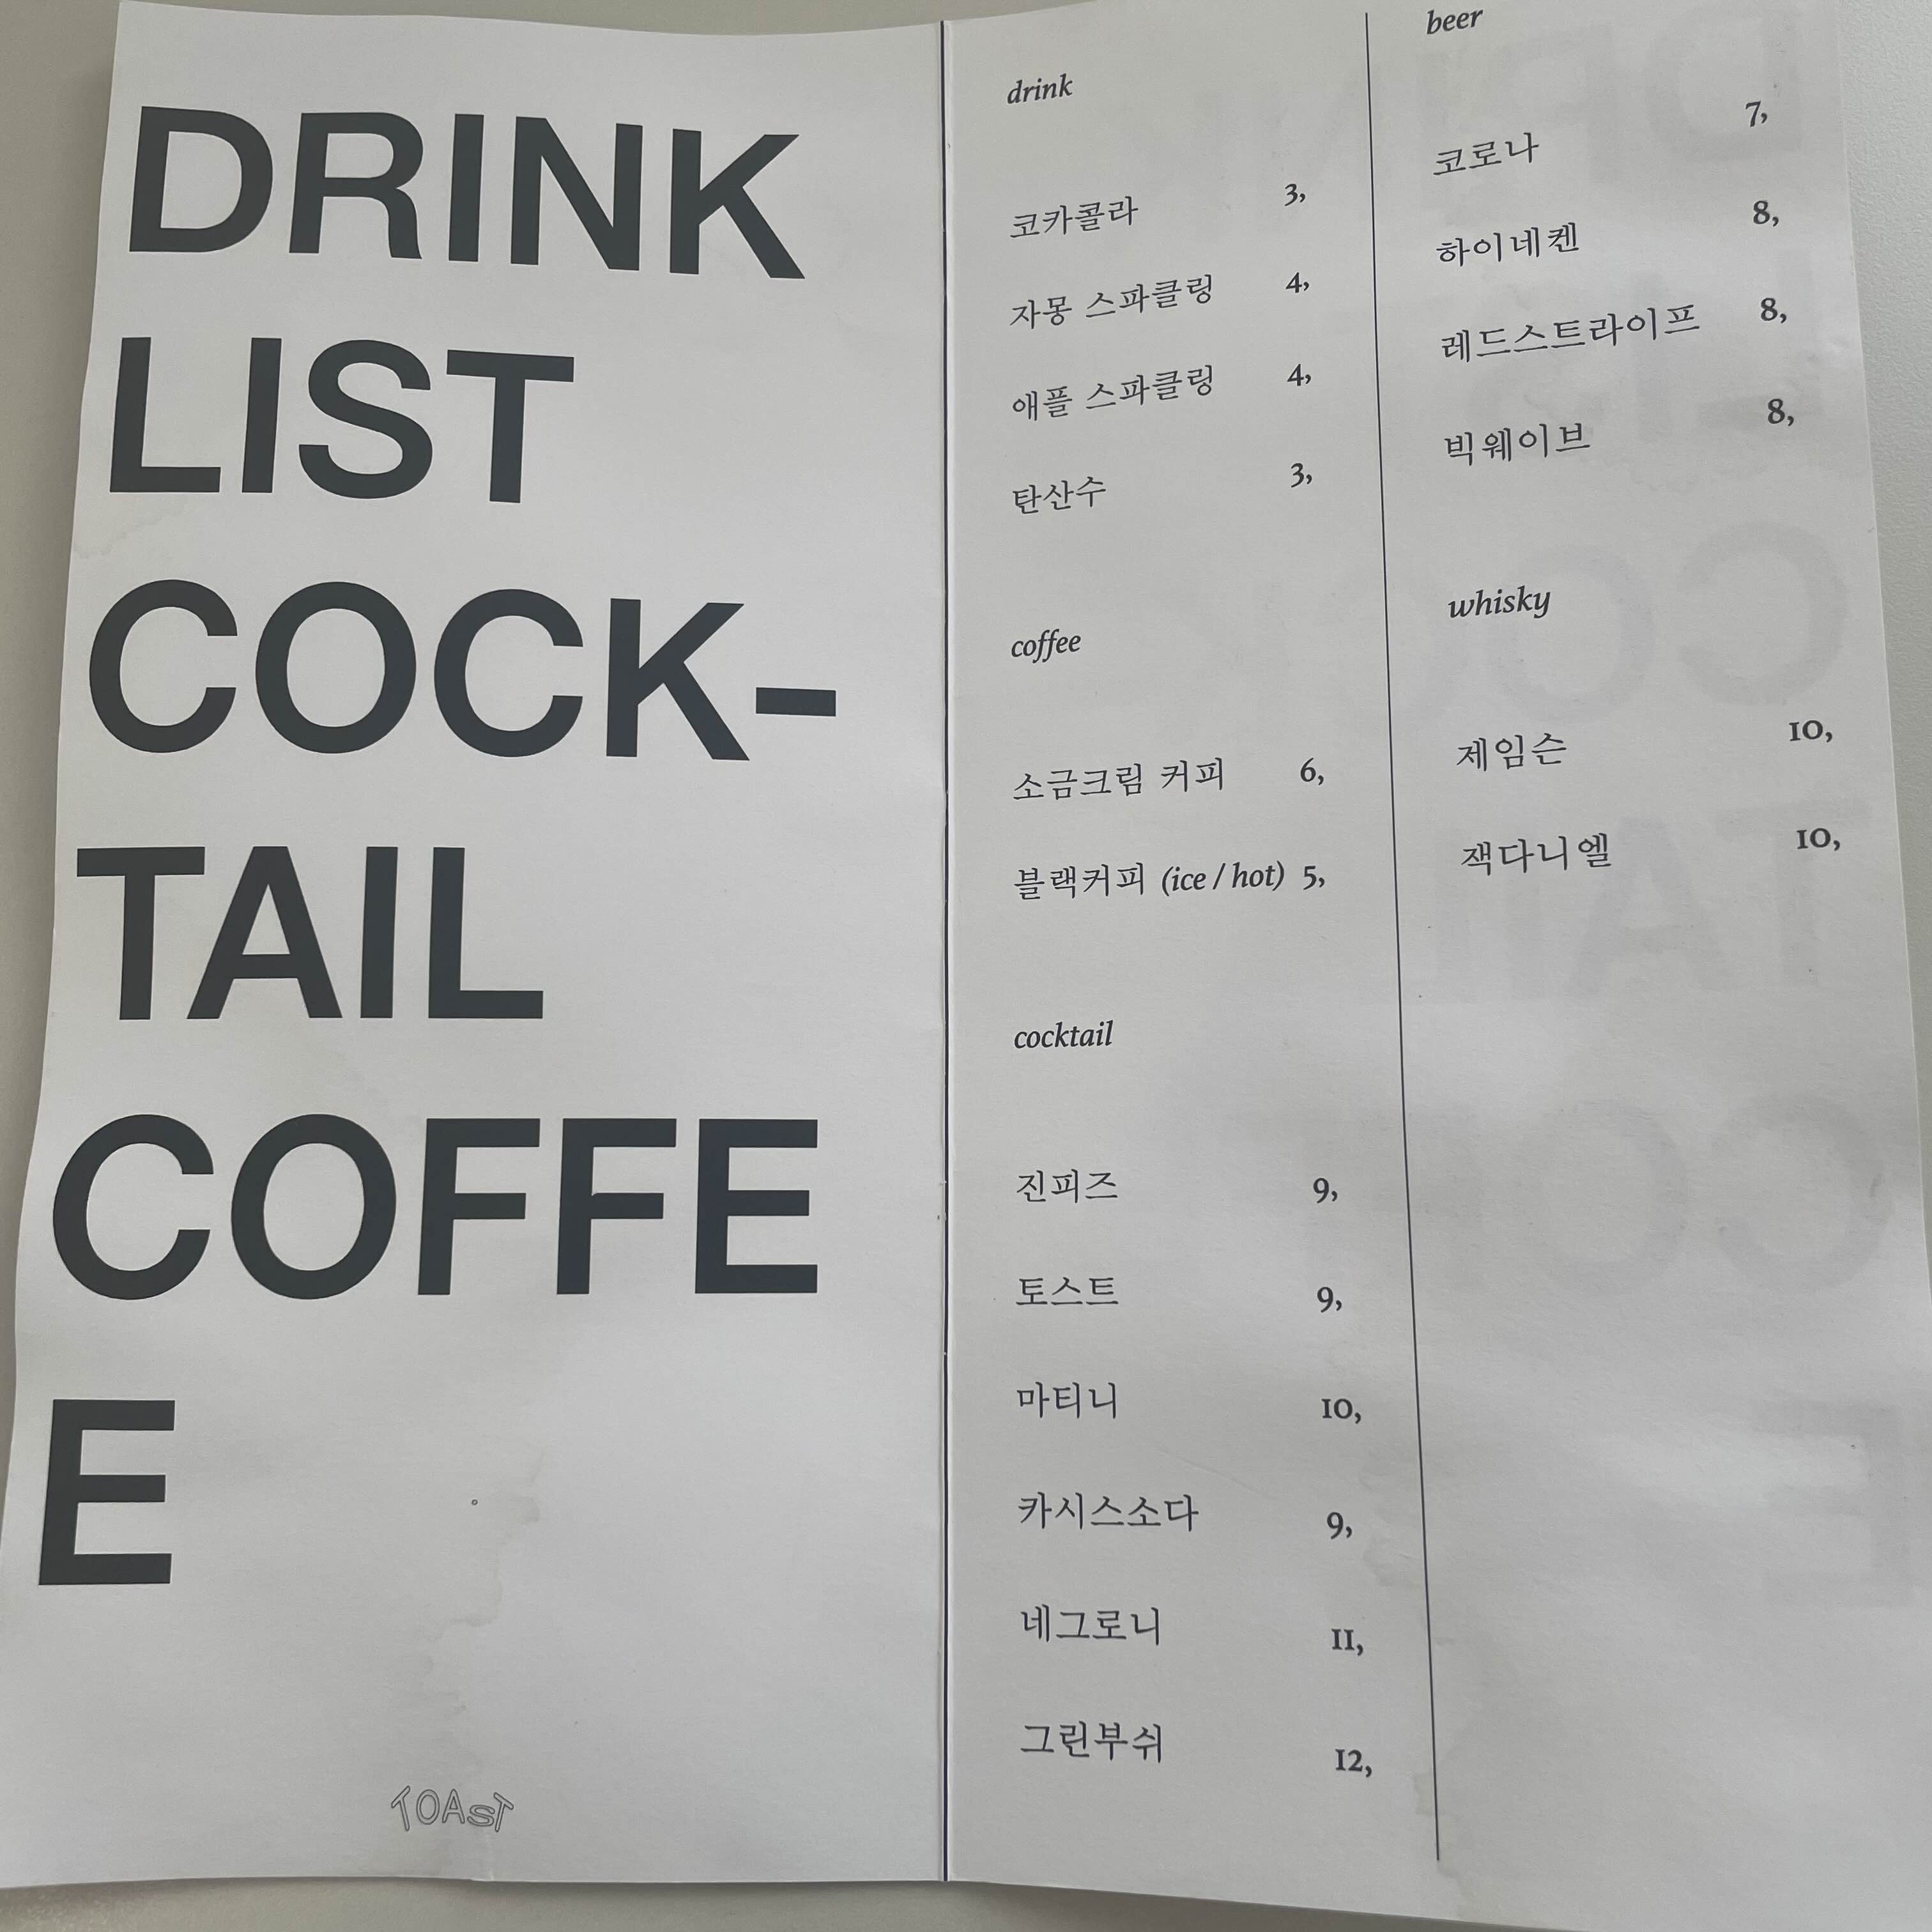 DRINK
LIST
COCK-
TAIL
COFFE
E
TOAsT
drink
코카콜라 3,
자몽 스파클링 4,
애플 스파클링 4,
탄산수 3,
coffee
소금크림 커피 6,
블랙커피 (ice / hot) 5,
cocktail
진피즈 9,
토스트 9,
마티니 10,
카시스소다 9,
네그로니 11,
그린부쉬 12,
beer
코로나 7,
하이네켄 8,
레드스트라이프 8,
빅웨이브 8,
whisky
제임슨 10,
잭다니엘 10,